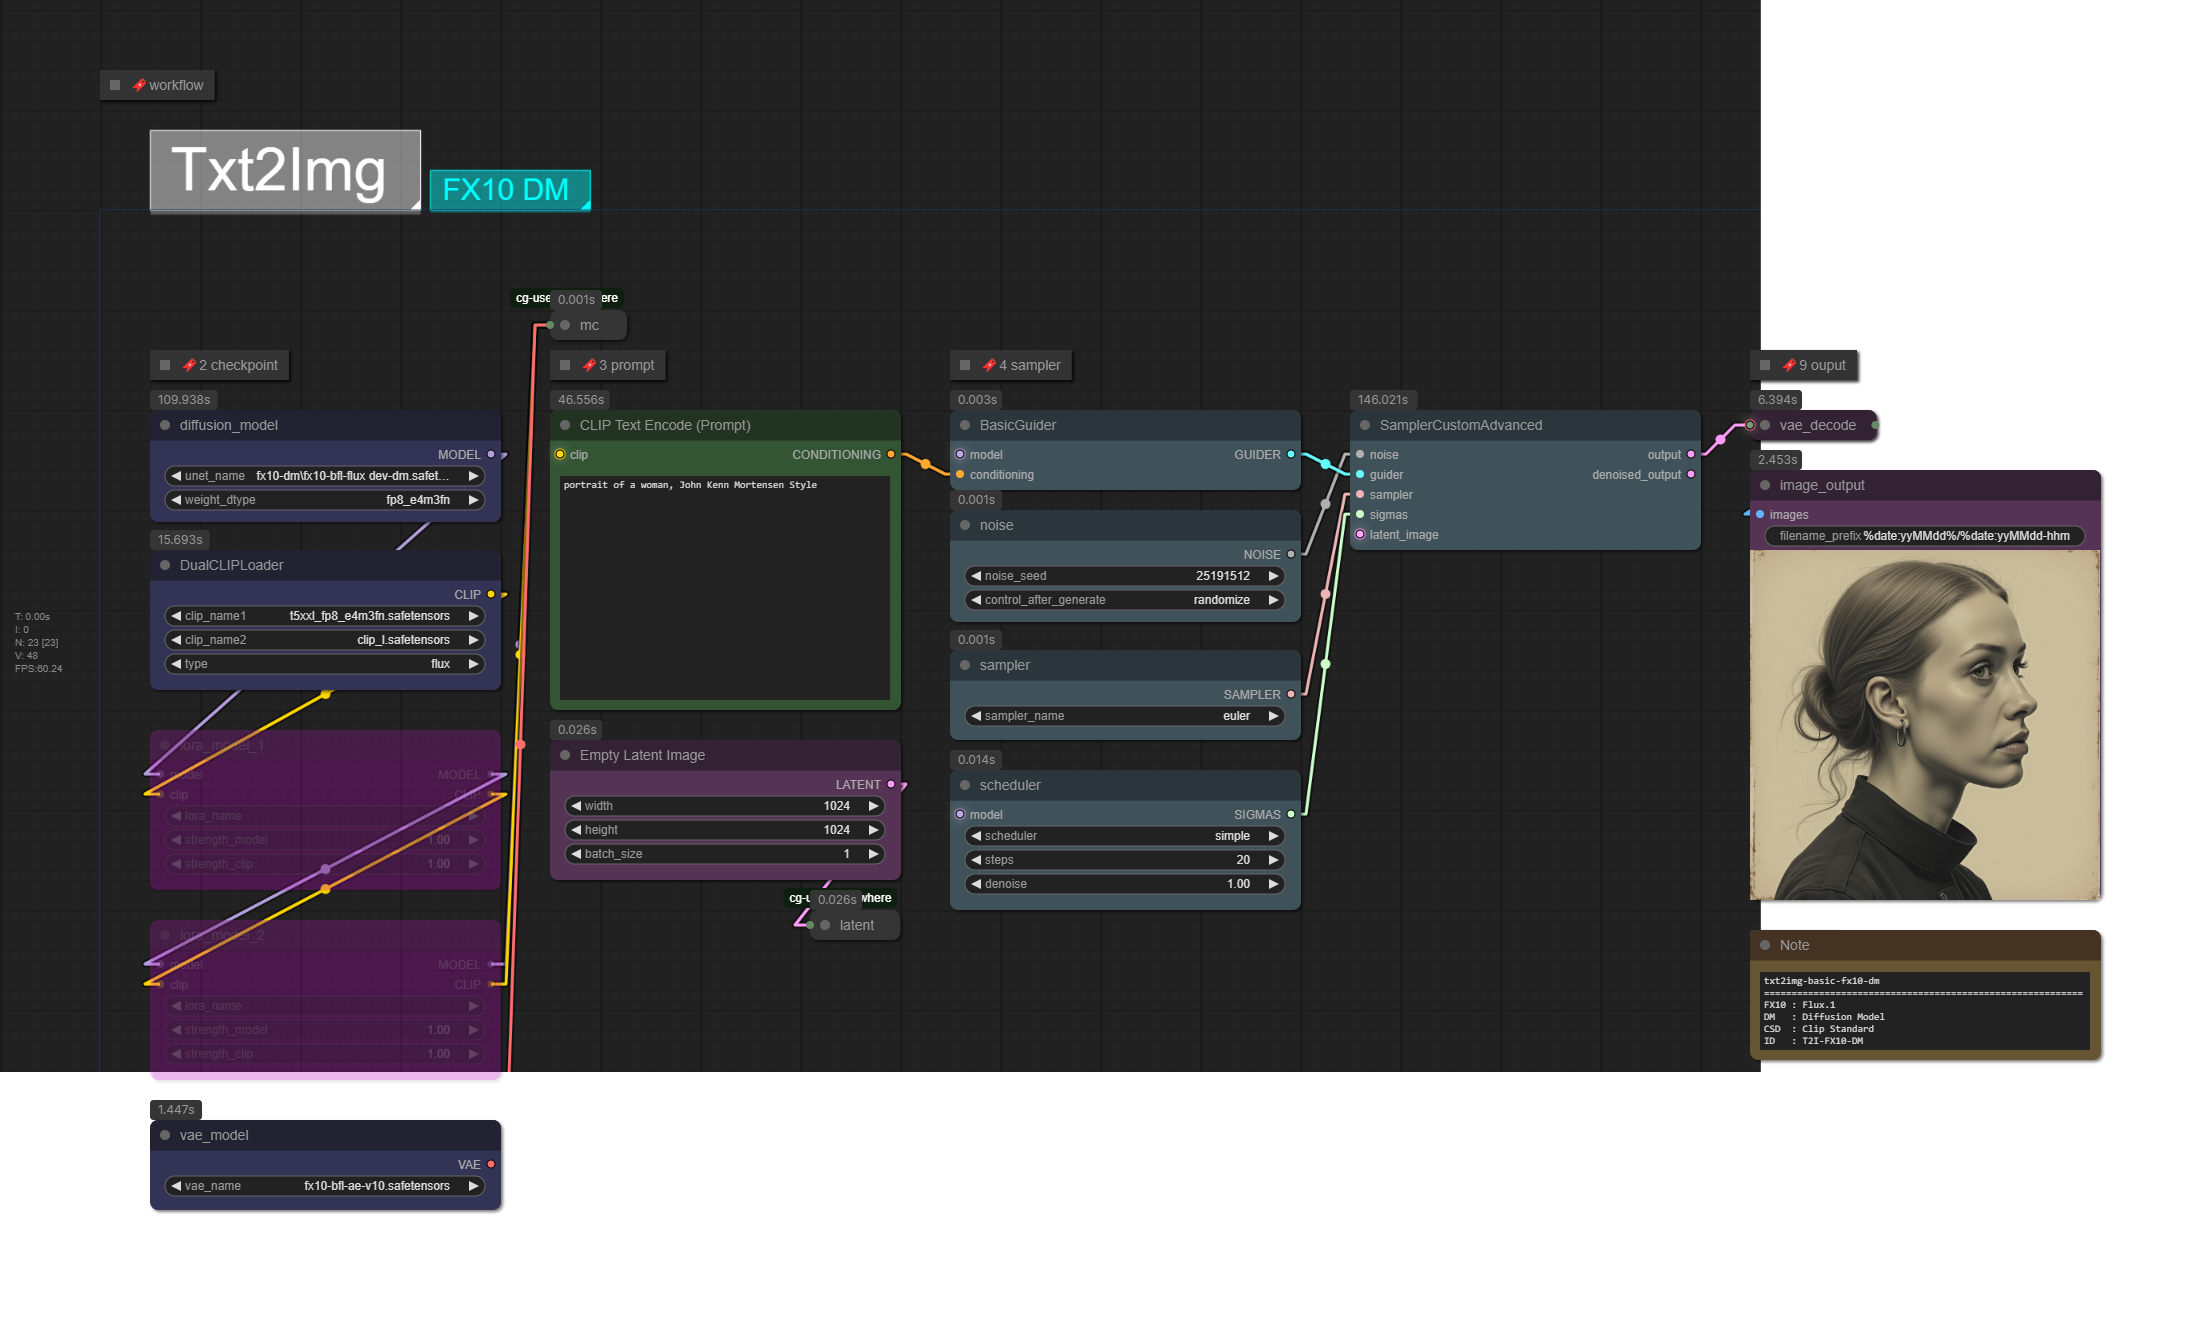 workflow
Txt2Img
FX10 DM
0.001s
mc
2 checkpoint
3 prompt
4 sampler
9 ouput
109.938s
diffusion_model
MODEL
unet_name fx10-dm\fx10-bfl-flux dev-dm.safet...
weight_dtype fp8_e4m3fn
15.693s
DualCLIPLoader
CLIP
clip_name1 t5xxl_fp8_e4m3fn.safetensors
clip_name2 clip_l.safetensors
type flux
T: 0.00s
I: 0
N: 23 [23]
V: 48
FPS:60.24
lora_model_1
model MODEL
clip CLIP
lora_name
strength_model 1.00
strength_clip 1.00
lora_model_2
model MODEL
clip CLIP
lora_name
strength_model 1.00
strength_clip 1.00
1.447s
vae_model
VAE
vae_name fx10-bfl-ae-v10.safetensors
46.556s
CLIP Text Encode (Prompt)
clip CONDITIONING
portrait of a woman, John Kenn Mortensen Style
0.026s
Empty Latent Image
LATENT
width 1024
height 1024
batch_size 1
0.026s
latent
0.003s
BasicGuider
model GUIDER
conditioning
0.001s
noise
NOISE
noise_seed 25191512
control_after_generate randomize
0.001s
sampler
SAMPLER
sampler_name euler
0.014s
scheduler
model SIGMAS
scheduler simple
steps 20
denoise 1.00
146.021s
SamplerCustomAdvanced
noise output
guider denoised_output
sampler
sigmas
latent_image
6.394s
vae_decode
2.453s
image_output
images
filename_prefix %date:yyMMdd%/%date:yyMMdd-hhm
Note
txt2img-basic-fx10-dm
============================================================
FX10 : Flux.1
DM : Diffusion Model
CSD : Clip Standard
ID : T2I-FX10-DM